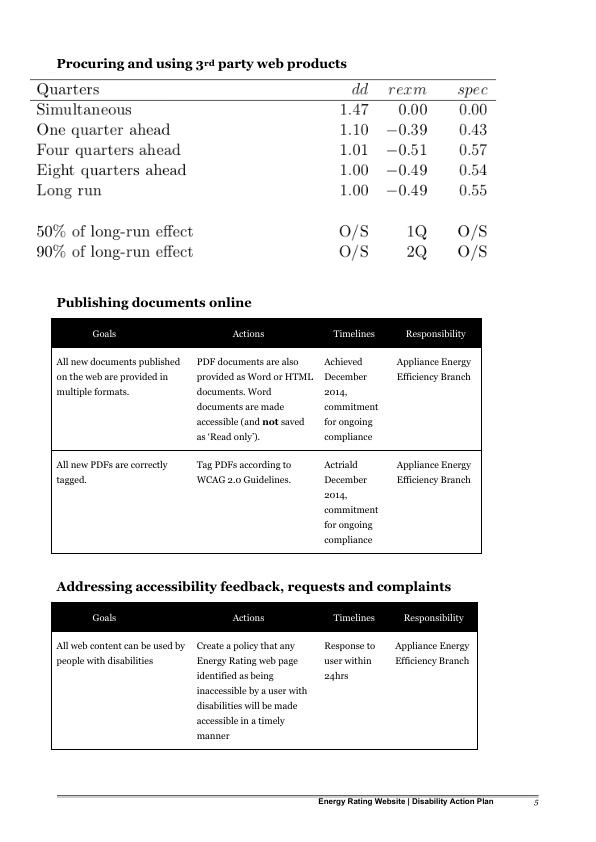 Procuring and using 3rd party web products
Quarters dd rexm spec
Simultaneous 1.47 0.00 0.00
One quarter ahead 1.10 −0.39 0.43
Four quarters ahead 1.01 −0.51 0.57
Eight quarters ahead 1.00 −0.49 0.54
Long run 1.00 −0.49 0.55
50% of long-run effect O/S 1Q O/S
90% of long-run effect O/S 2Q O/S
Publishing documents online
Goals Actions Timelines Responsibility
All new documents published PDF documents are also Achieved Appliance Energy
on the web are provided in provided as Word or HTML December Efficiency Branch
multiple formats. documents. Word 2014,
documents are made commitment
accessible (and not saved for ongoing
as ‘Read only’). compliance
All new PDFs are correctly Tag PDFs according to Actriald Appliance Energy
tagged. WCAG 2.0 Guidelines. December Efficiency Branch
2014,
commitment
for ongoing
compliance
Addressing accessibility feedback, requests and complaints
Goals Actions Timelines Responsibility
All web content can be used by Create a policy that any Response to Appliance Energy
people with disabilities Energy Rating web page user within Efficiency Branch
identified as being 24hrs
inaccessible by a user with
disabilities will be made
accessible in a timely
manner
Energy Rating Website | Disability Action Plan 5